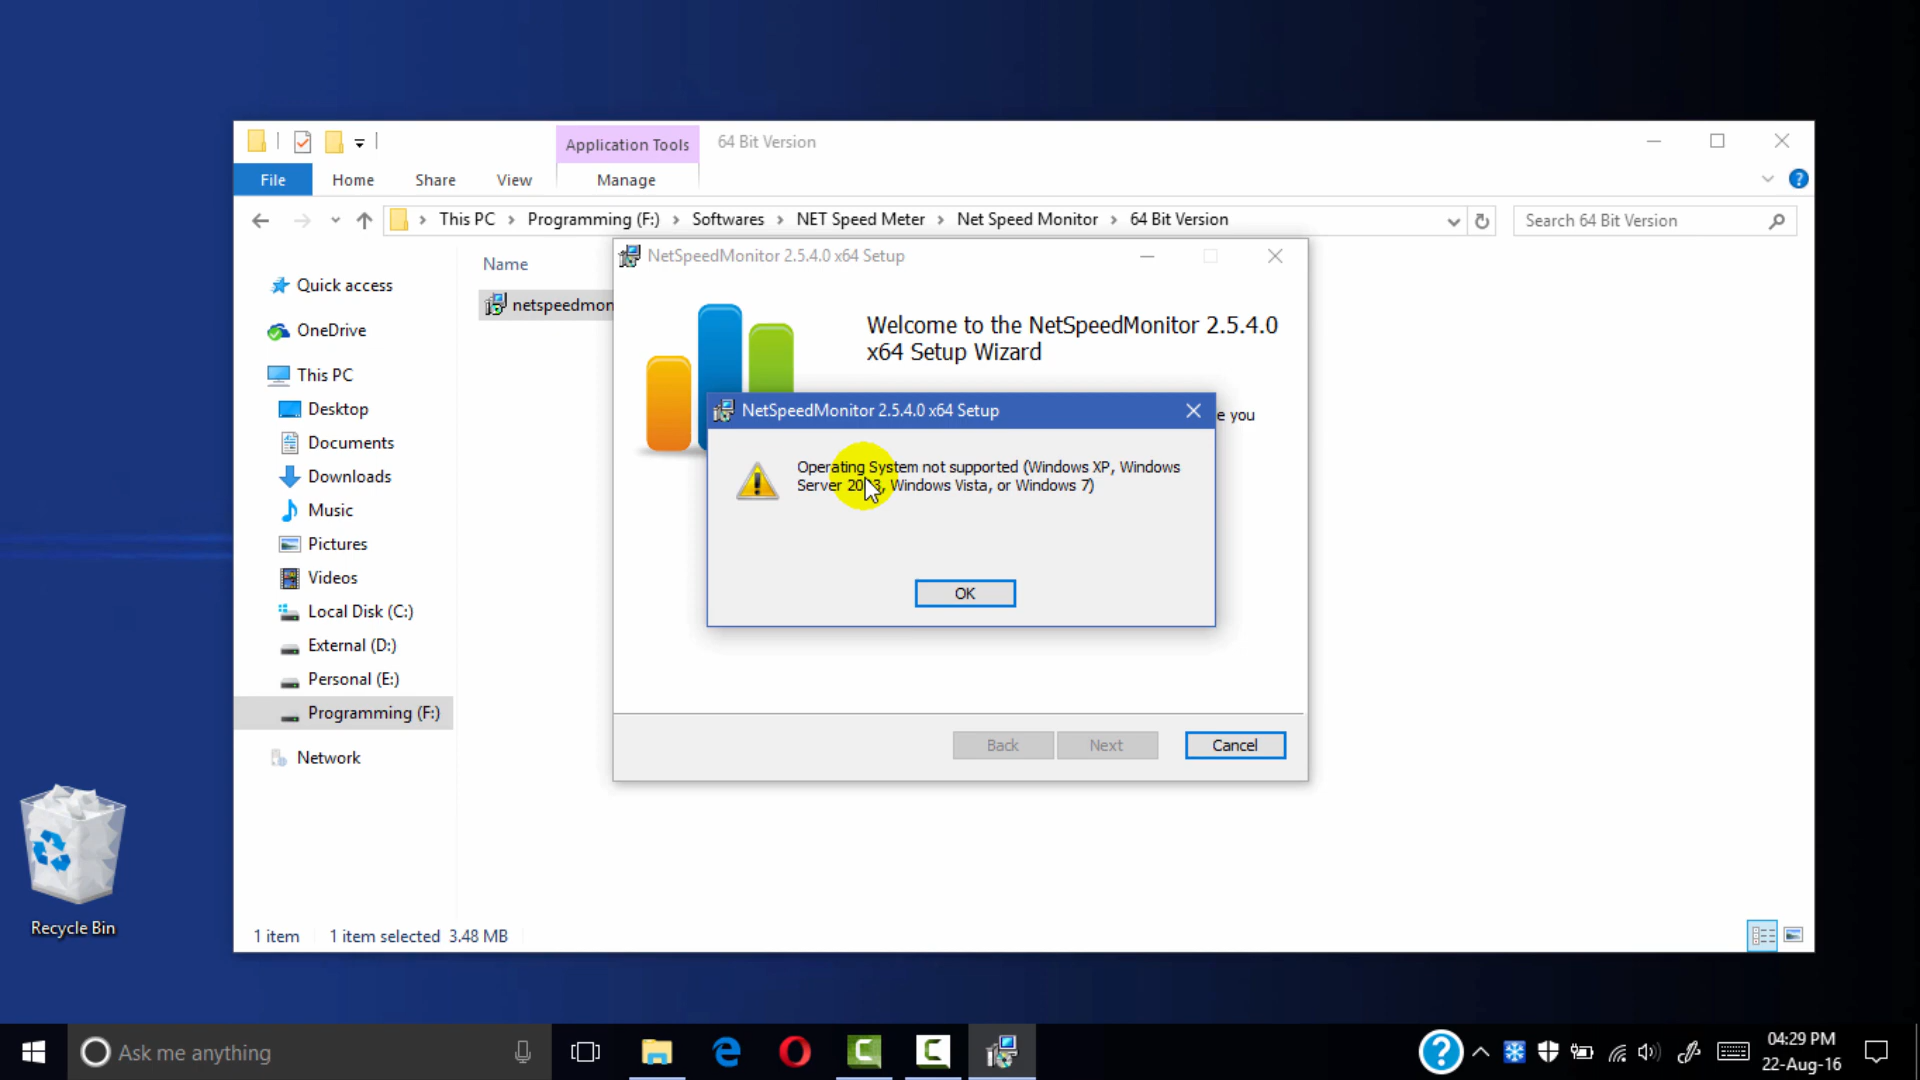 Application Tools
64 Bit Version
File
Home
Share
View
Manage
This PC
Programming (F:)
Softwares
NET Speed Meter
Net Speed Monitor
64 Bit Version
Search 64 Bit Version
Quick access
OneDrive
This PC
Desktop
Documents
Downloads
Music
Pictures
Videos
Local Disk (C:)
External (D:)
Personal (E:)
Programming (F:)
Network
Name
netspeedmon
NetSpeedMonitor 2.5.4.0 x64 Setup
Welcome to the NetSpeedMonitor 2.5.4.0
x64 Setup Wizard
e you
NetSpeedMonitor 2.5.4.0 x64 Setup
Operating System not supported (Windows XP, Windows
Server 2003, Windows Vista, or Windows 7)
OK
Back
Next
Cancel
1 item
1 item selected 3.48 MB
Recycle Bin
Ask me anything
04:29 PM
22-Aug-16